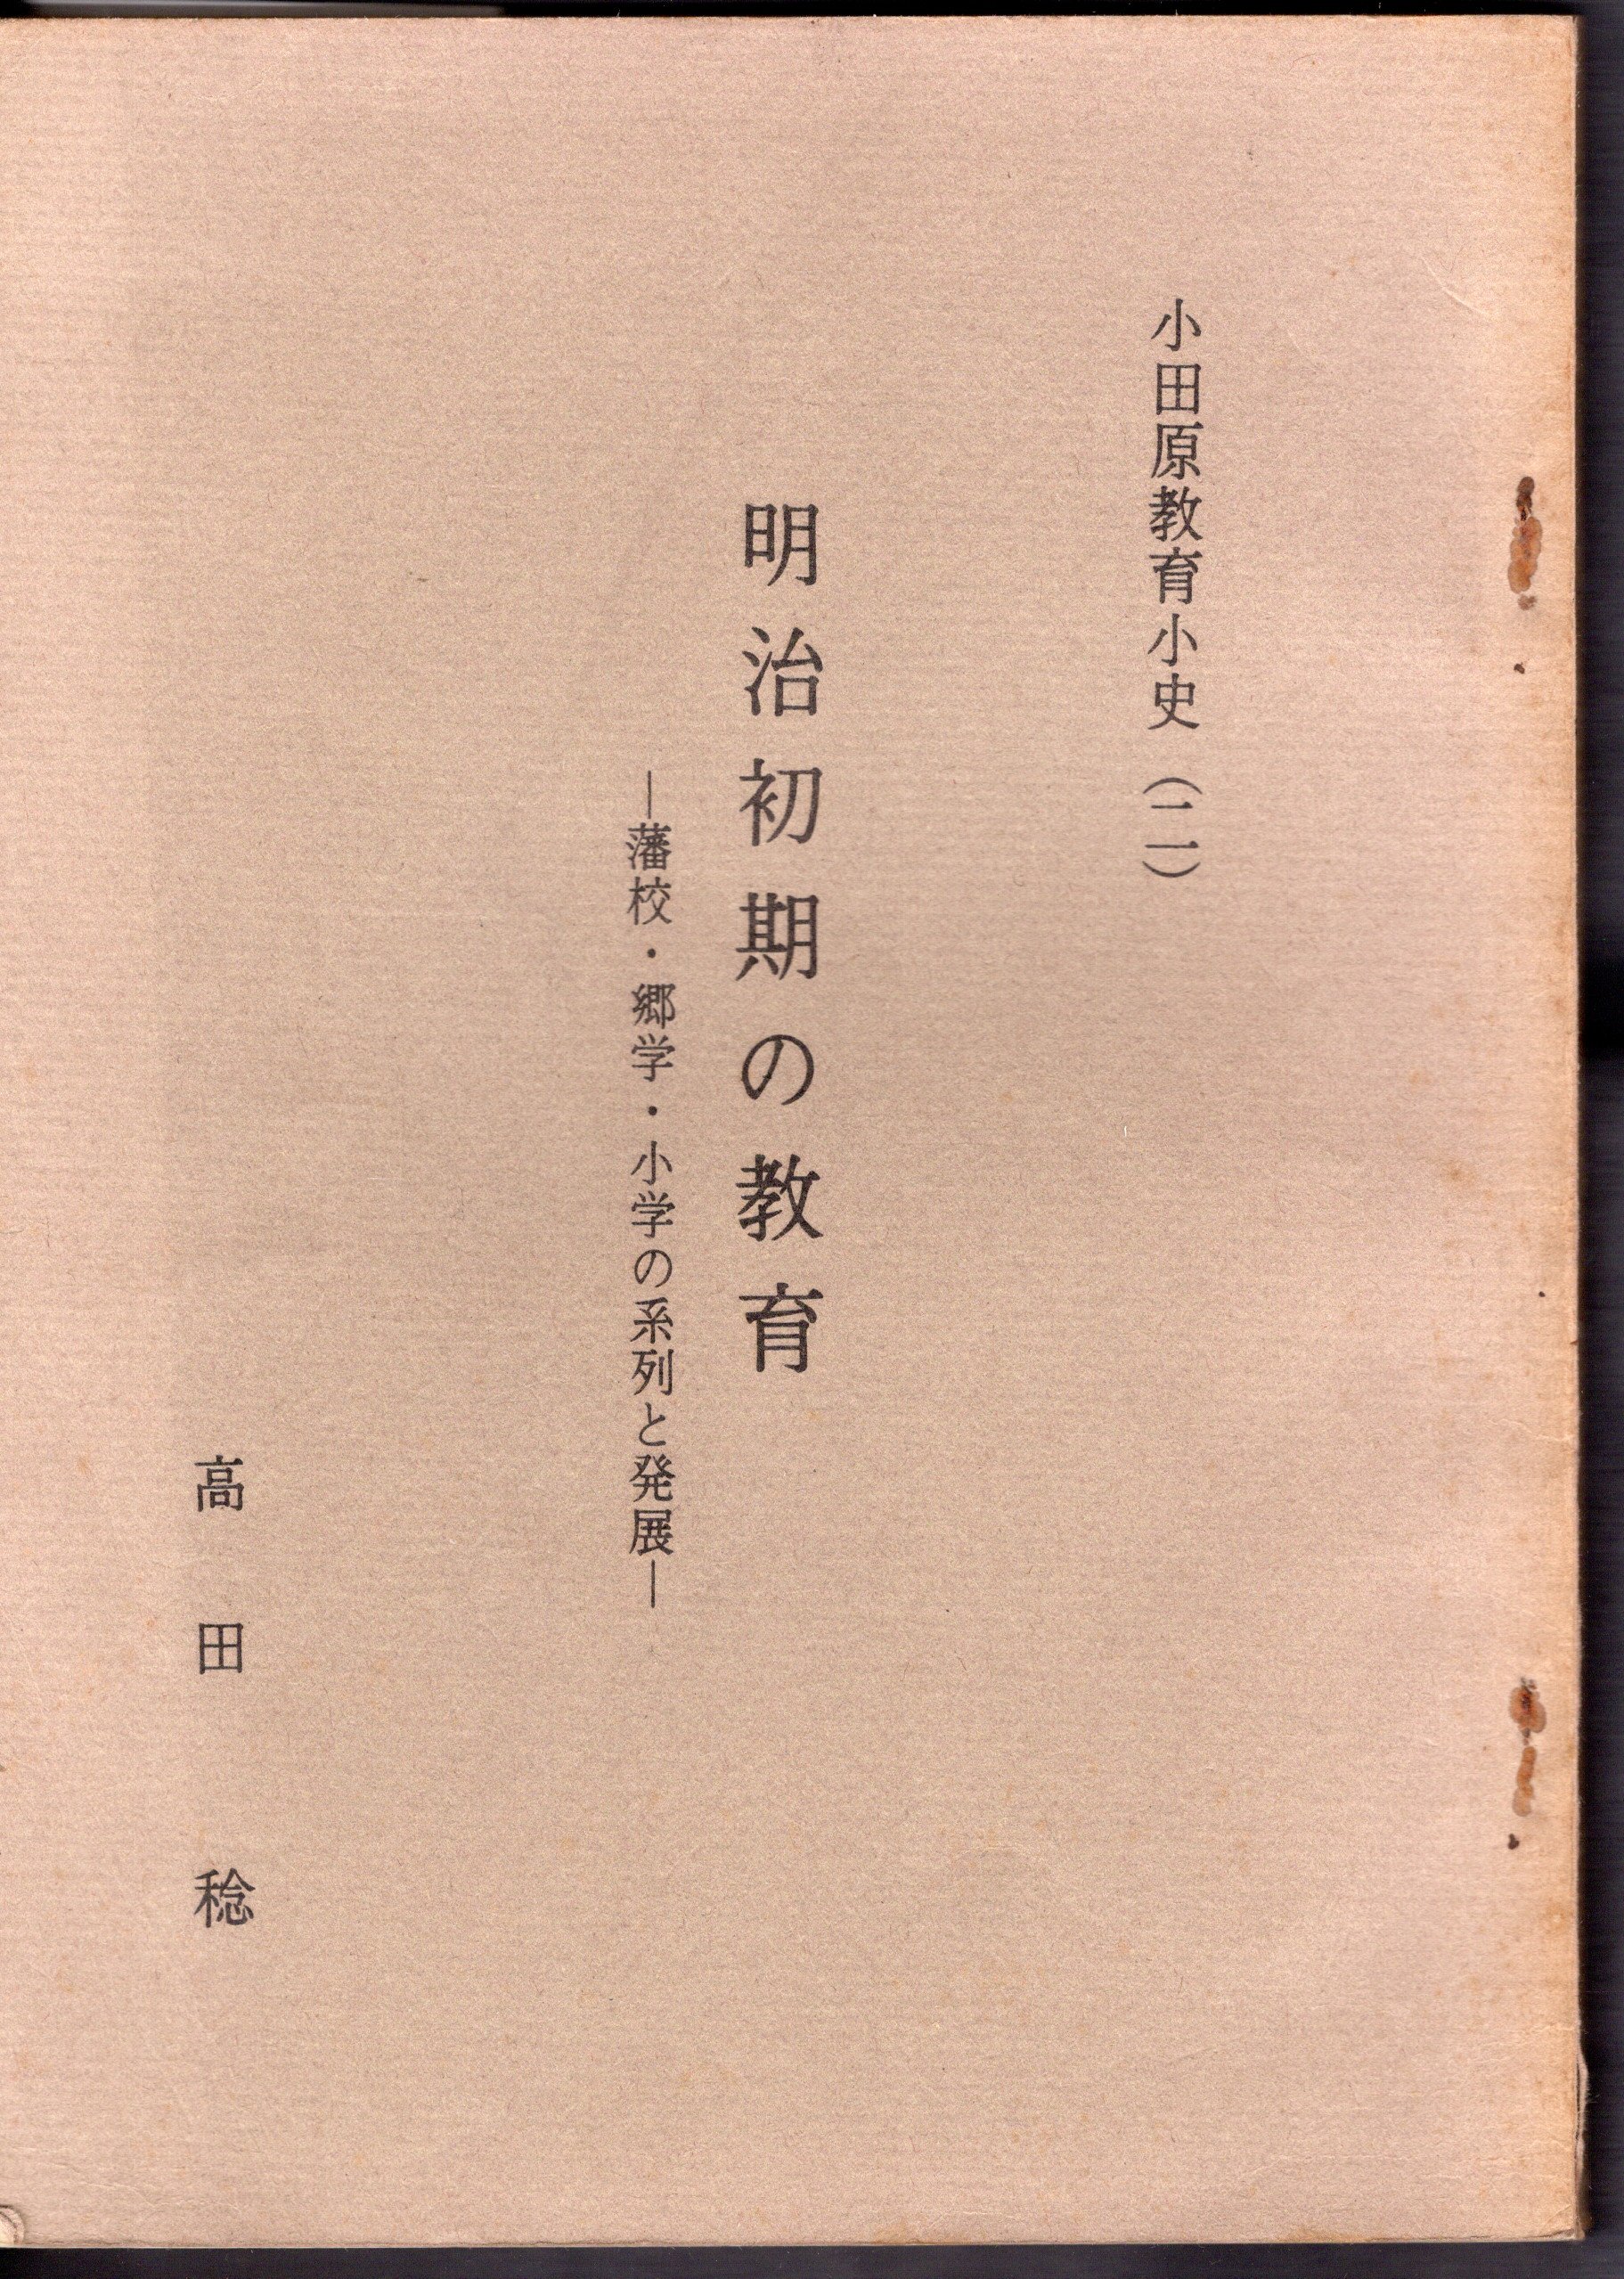 小田原教育小史(二)
明治初期の教育
―藩校・郷学・小学の系列と発展―
高田稔